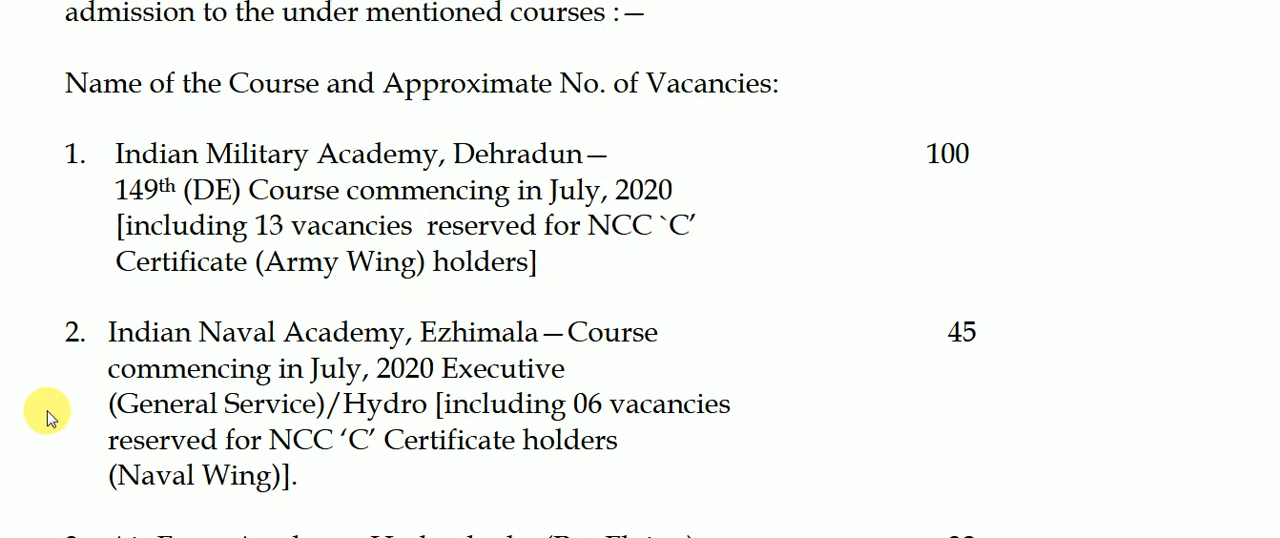 admission to the under mentioned courses :—
Name of the Course and Approximate No. of Vacancies:
1. Indian Military Academy, Dehradun— 100
149th (DE) Course commencing in July, 2020
[including 13 vacancies reserved for NCC `C′
Certificate (Army Wing) holders]
2. Indian Naval Academy, Ezhimala—Course 45
commencing in July, 2020 Executive
(General Service)/Hydro [including 06 vacancies
reserved for NCC ‘C’ Certificate holders
(Naval Wing)].